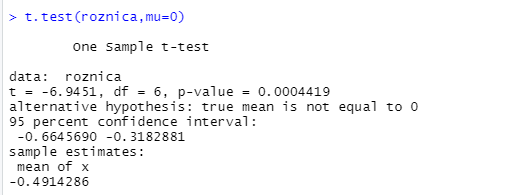 > t.test(roznica,mu=0)
One Sample t-test
data:  roznica
t = -6.9451, df = 6, p-value = 0.0004419
alternative hypothesis: true mean is not equal to 0
95 percent confidence interval:
 -0.6645690 -0.3182881
sample estimates:
 mean of x
-0.4914286